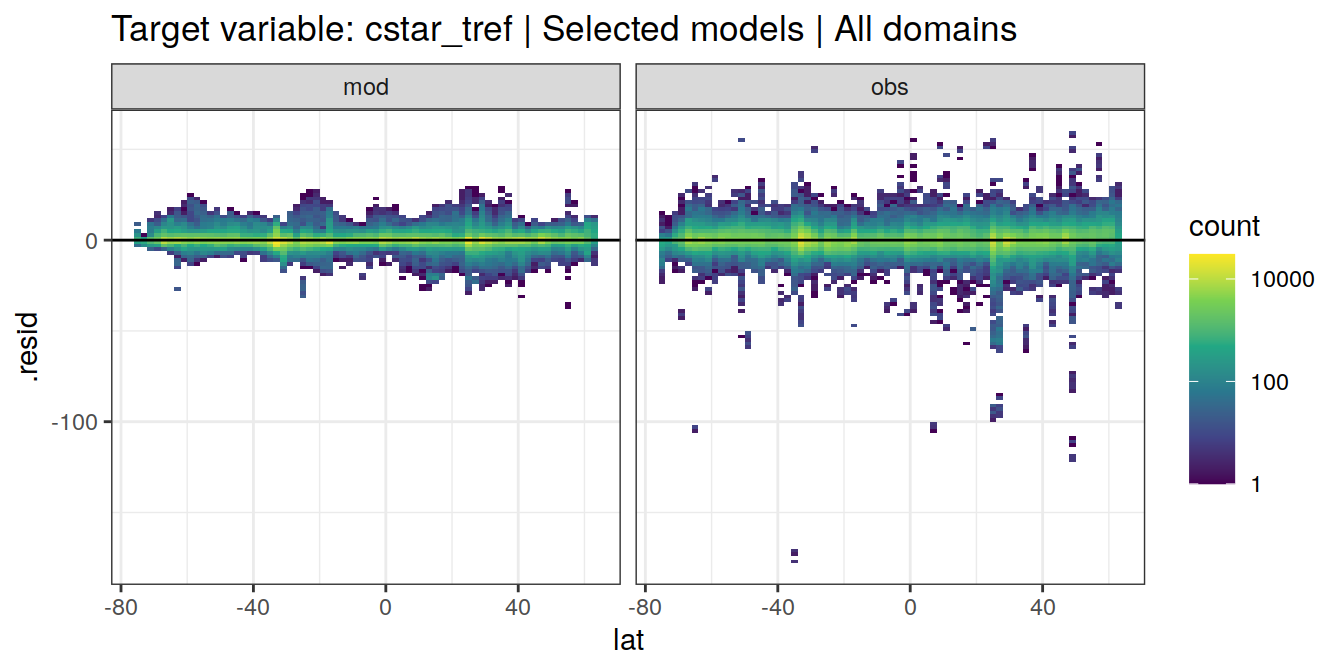 Target variable: cstar_tref | Selected models | All domains
mod
obs
.resid
0
-100
-80
-40
0
40
-80
-40
0
40
lat
count
10000
100
1